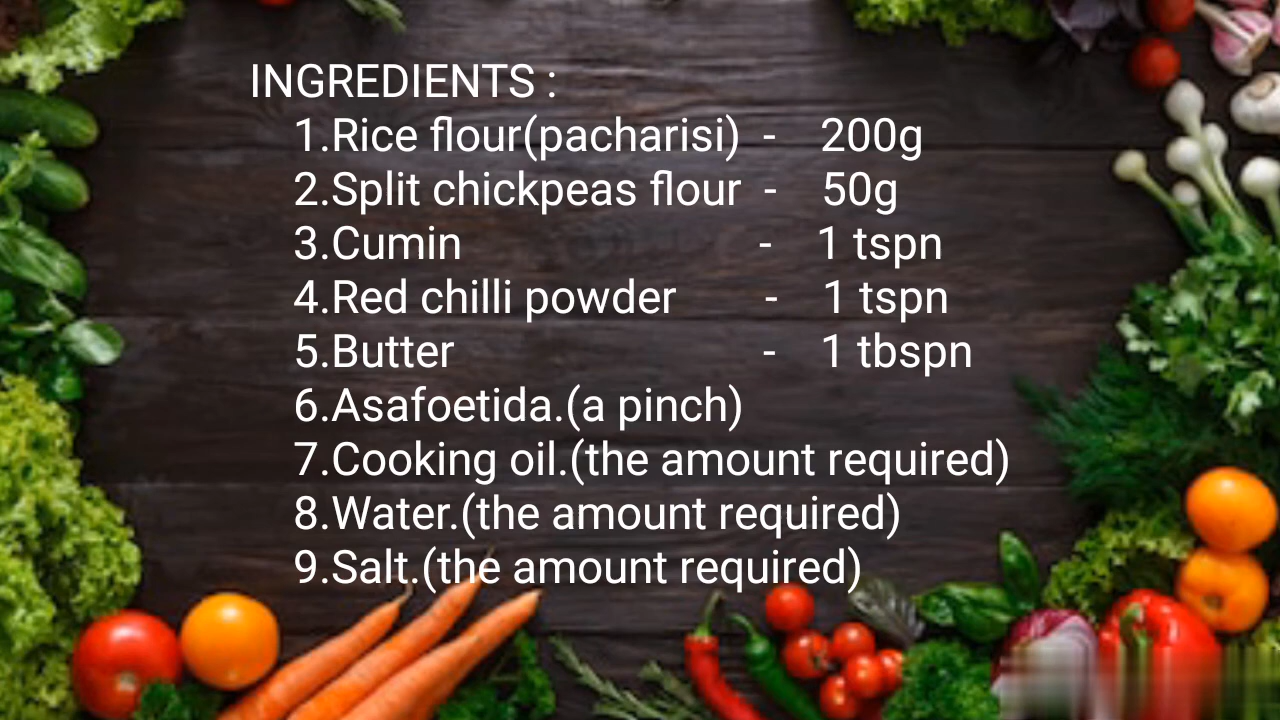 INGREDIENTS :
1.Rice flour(pacharisi) - 200g
2.Split chickpeas flour - 50g
3.Cumin - 1 tspn
4.Red chilli powder - 1 tspn
5.Butter - 1 tbspn
6.Asafoetida.(a pinch)
7.Cooking oil.(the amount required)
8.Water.(the amount required)
9.Salt.(the amount required)